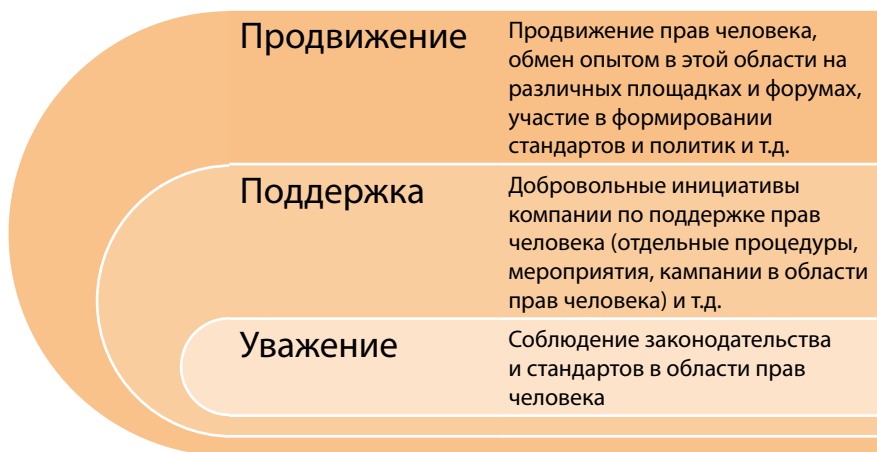 Продвижение
Продвижение прав человека,
обмен опытом в этой области на
различных площадках и форумах,
участие в формировании
стандартов и политик и т.д.
Поддержка
Добровольные инициативы
компании по поддержке прав
человека (отдельные процедуры,
мероприятия, кампании в области
прав человека) и т.д.
Уважение
Соблюдение законодательства
и стандартов в области прав
человека